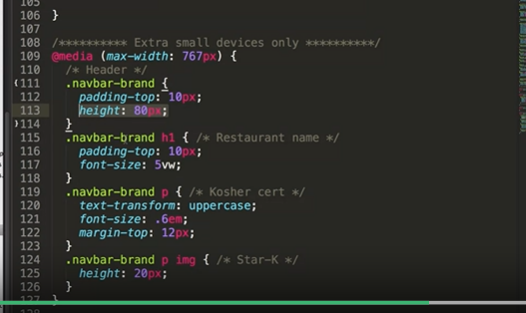 105
106 }
107
108 /********** Extra small devices only **********/
109 @media (max-width: 767px) {
110 /* Header */
111 .navbar-brand {
112 padding-top: 10px;
113 height: 80px;
114 }
115 .navbar-brand h1 { /* Restaurant name */
116 padding-top: 10px;
117 font-size: 5vw;
118 }
119 .navbar-brand p { /* Kosher cert */
120 text-transform: uppercase;
121 font-size: .6em;
122 margin-top: 12px;
123 }
124 .navbar-brand p img { /* Star-K */
125 height: 20px;
126 }
127 }
128